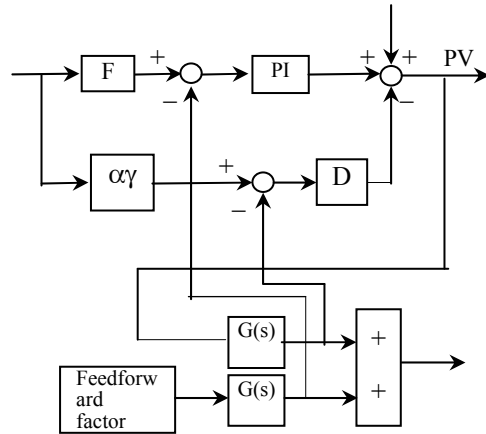 PV
+
+
+
F
PI
−
−
αγ
+
D
−
G(s)
+
Feedforw
ard
factor
G(s)
+